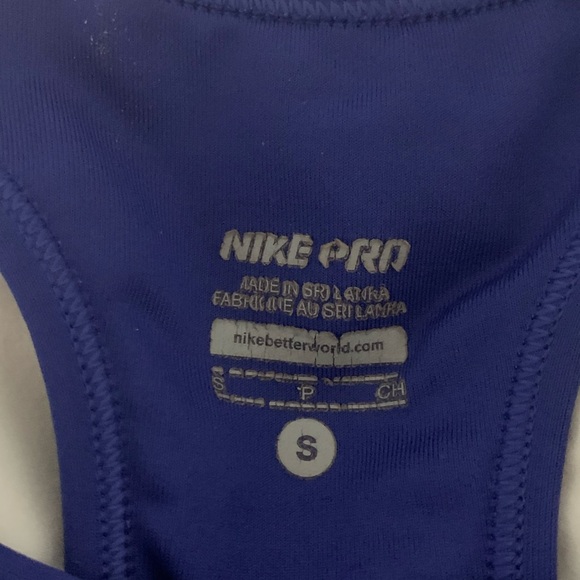 NIKE PRO
MADE IN SRI LANKA
FABRIQUE AU SRI LANKA
nikebetterworld.com
S P CH
S